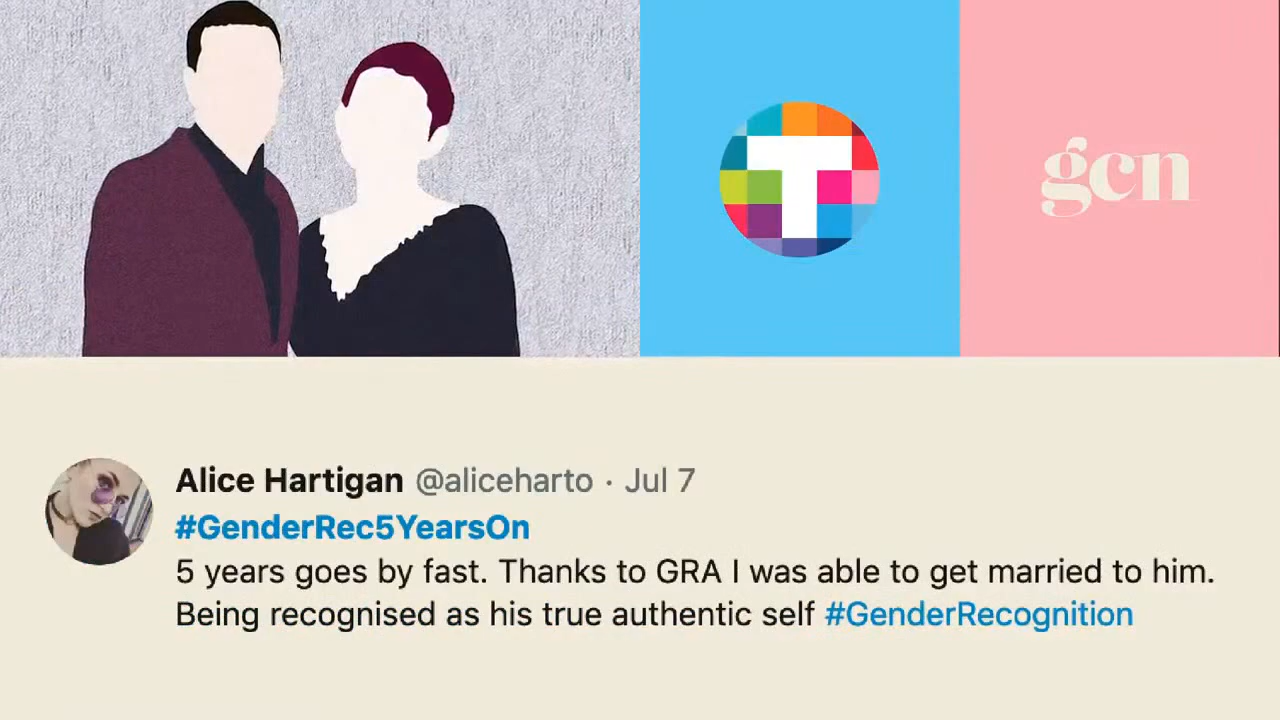 T
gcn
Alice Hartigan @aliceharto · Jul 7
#GenderRec5YearsOn
5 years goes by fast. Thanks to GRA I was able to get married to him.
Being recognised as his true authentic self #GenderRecognition